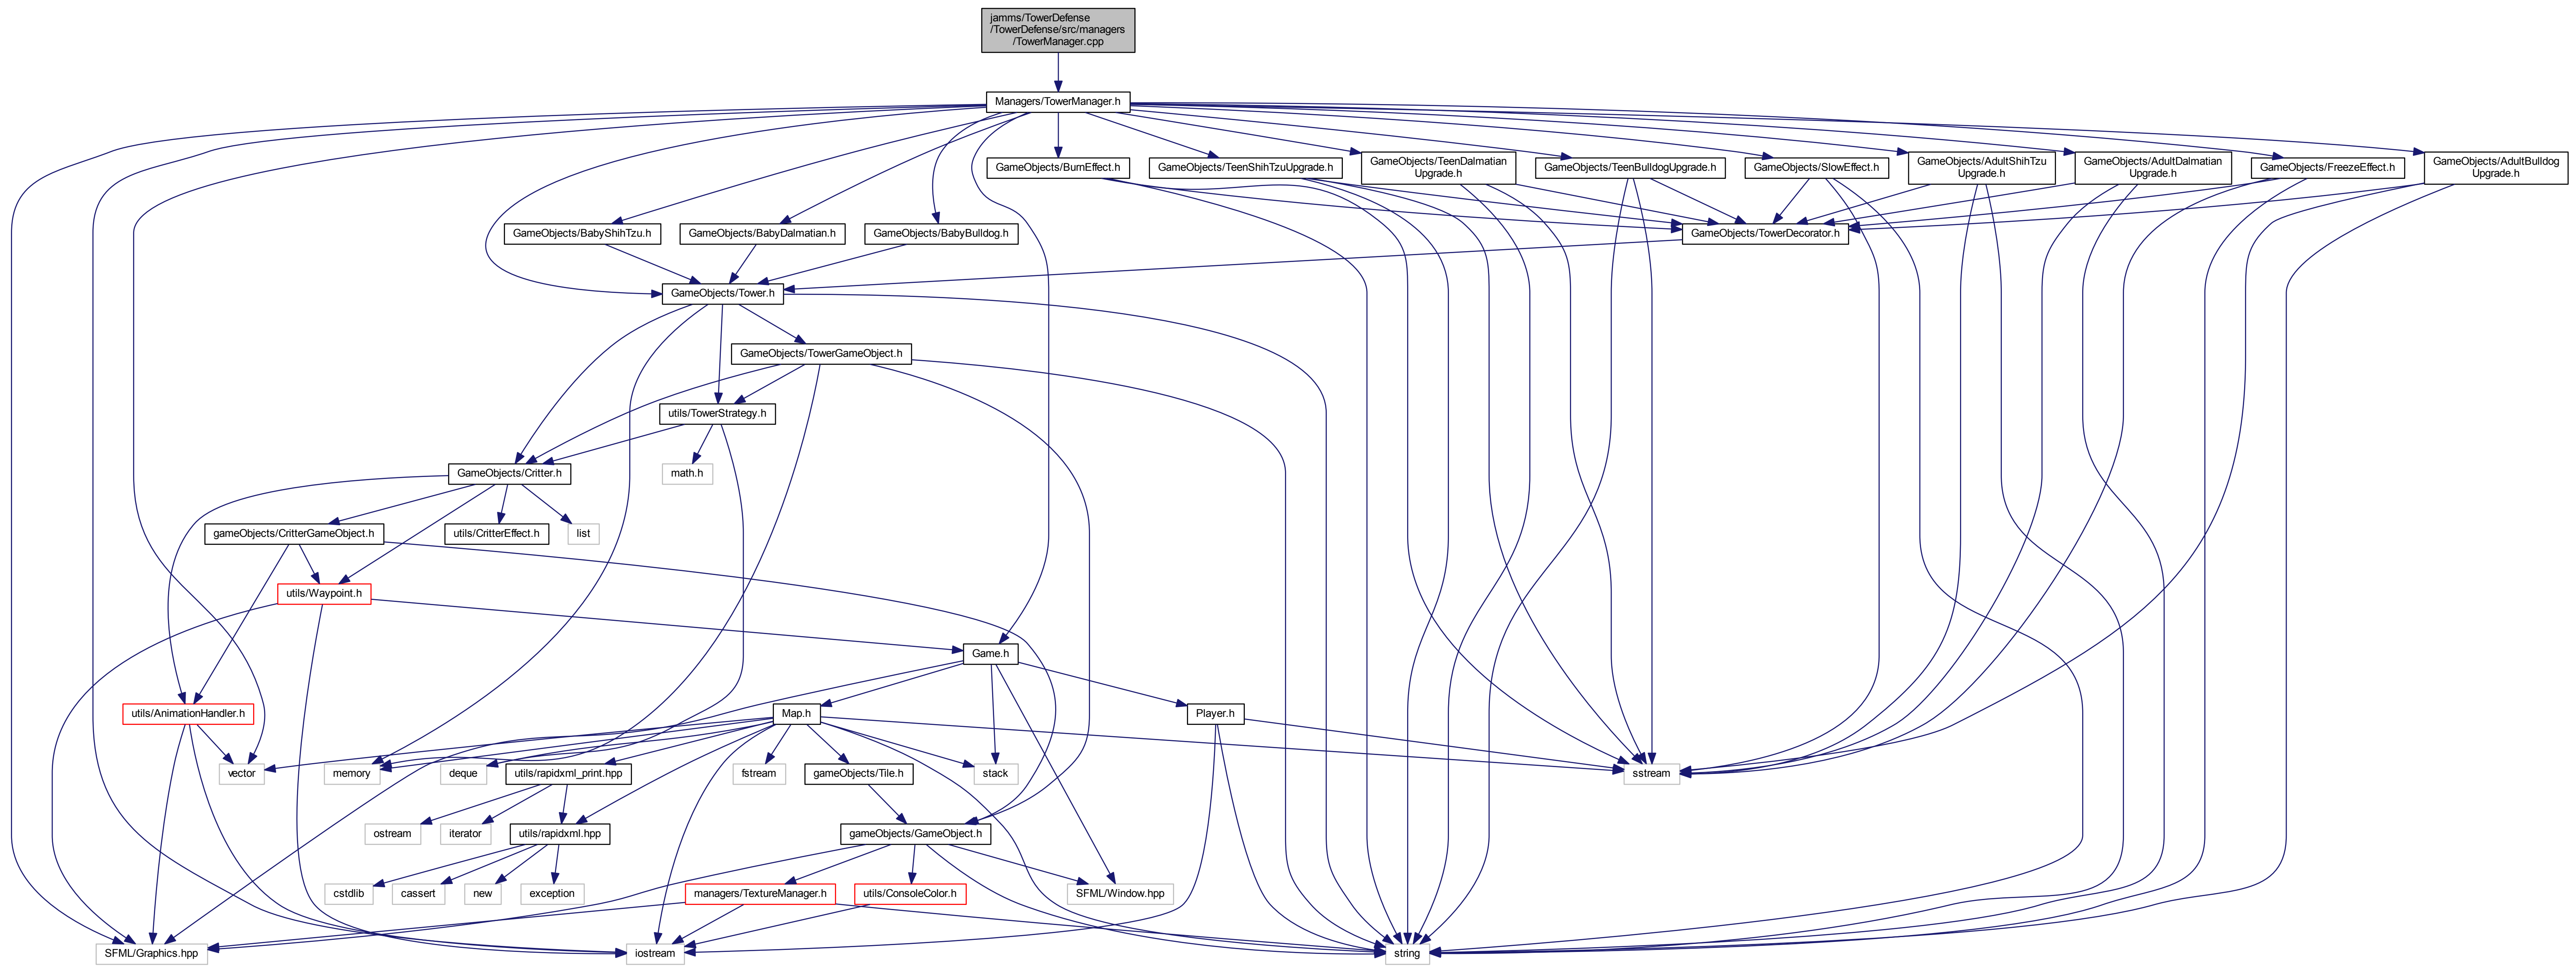 jamms/TowerDefense
/TowerDefense/src/managers
/TowerManager.cpp
Managers/TowerManager.h
GameObjects/BurnEffect.h
GameObjects/TeenShihTzuUpgrade.h
GameObjects/TeenDalmatian
Upgrade.h
GameObjects/TeenBulldogUpgrade.h
GameObjects/SlowEffect.h
GameObjects/AdultShihTzu
Upgrade.h
GameObjects/AdultDalmatian
Upgrade.h
GameObjects/FreezeEffect.h
GameObjects/AdultBulldog
Upgrade.h
GameObjects/BabyShihTzu.h
GameObjects/BabyDalmatian.h
GameObjects/BabyBulldog.h
GameObjects/TowerDecorator.h
GameObjects/Tower.h
GameObjects/TowerGameObject.h
utils/TowerStrategy.h
GameObjects/Critter.h
math.h
gameObjects/CritterGameObject.h
utils/CritterEffect.h
list
utils/Waypoint.h
Game.h
utils/AnimationHandler.h
Map.h
Player.h
vector
memory
deque
utils/rapidxml_print.hpp
fstream
gameObjects/Tile.h
stack
sstream
ostream
iterator
utils/rapidxml.hpp
gameObjects/GameObject.h
cstdlib
cassert
new
exception
managers/TextureManager.h
utils/ConsoleColor.h
SFML/Window.hpp
SFML/Graphics.hpp
iostream
string